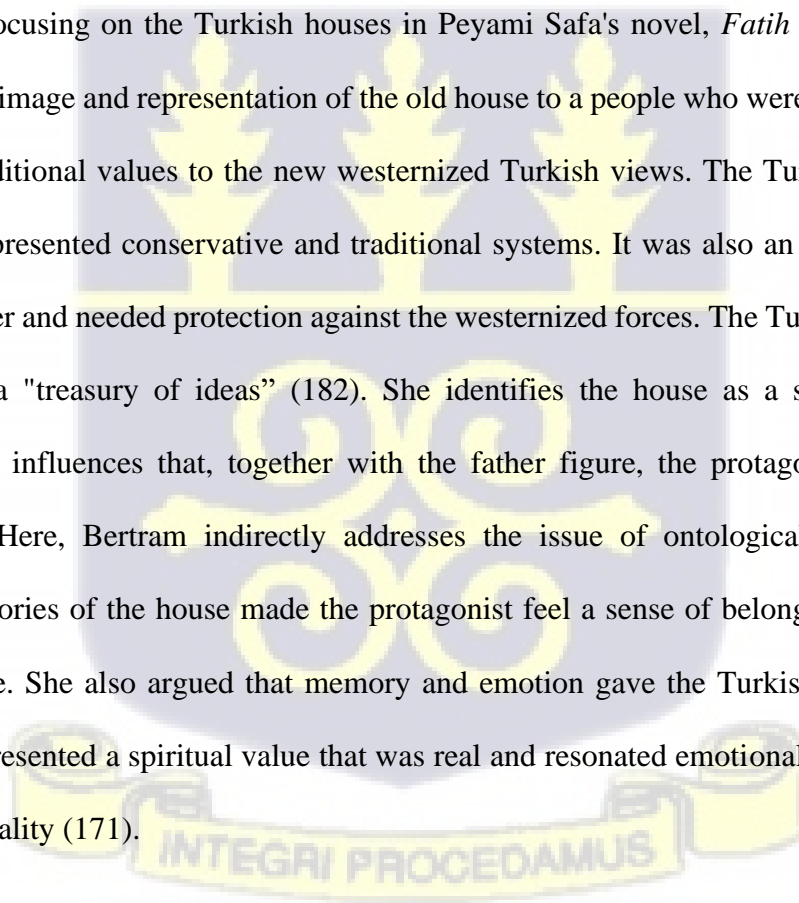 ocusing on the Turkish houses in Peyami Safa's novel, Fatih
image and representation of the old house to a people who were
ditional values to the new westernized Turkish views. The Tur
presented conservative and traditional systems. It was also an
er and needed protection against the westernized forces. The Tu
a "treasury of ideas” (182). She identifies the house as a s
influences that, together with the father figure, the protago
Here, Bertram indirectly addresses the issue of ontological
ories of the house made the protagonist feel a sense of belong
e. She also argued that memory and emotion gave the Turkis
resented a spiritual value that was real and resonated emotional
ality (171).
INTEGRI PROCEDAMUS